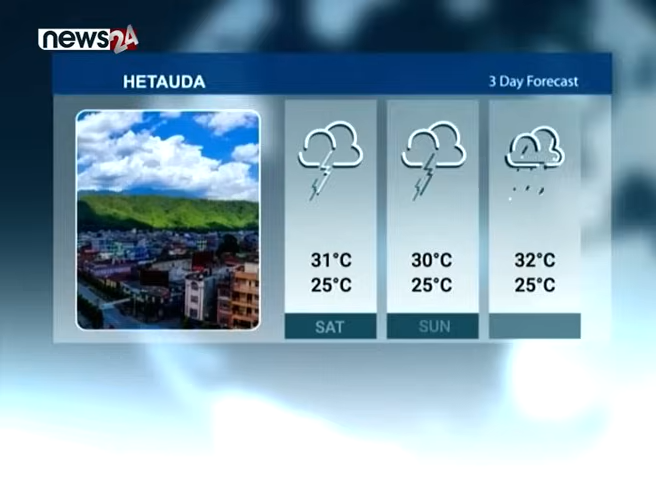 news24
HETAUDA
3 Day Forecast
31°C
25°C
SAT
30°C
25°C
SUN
32°C
25°C